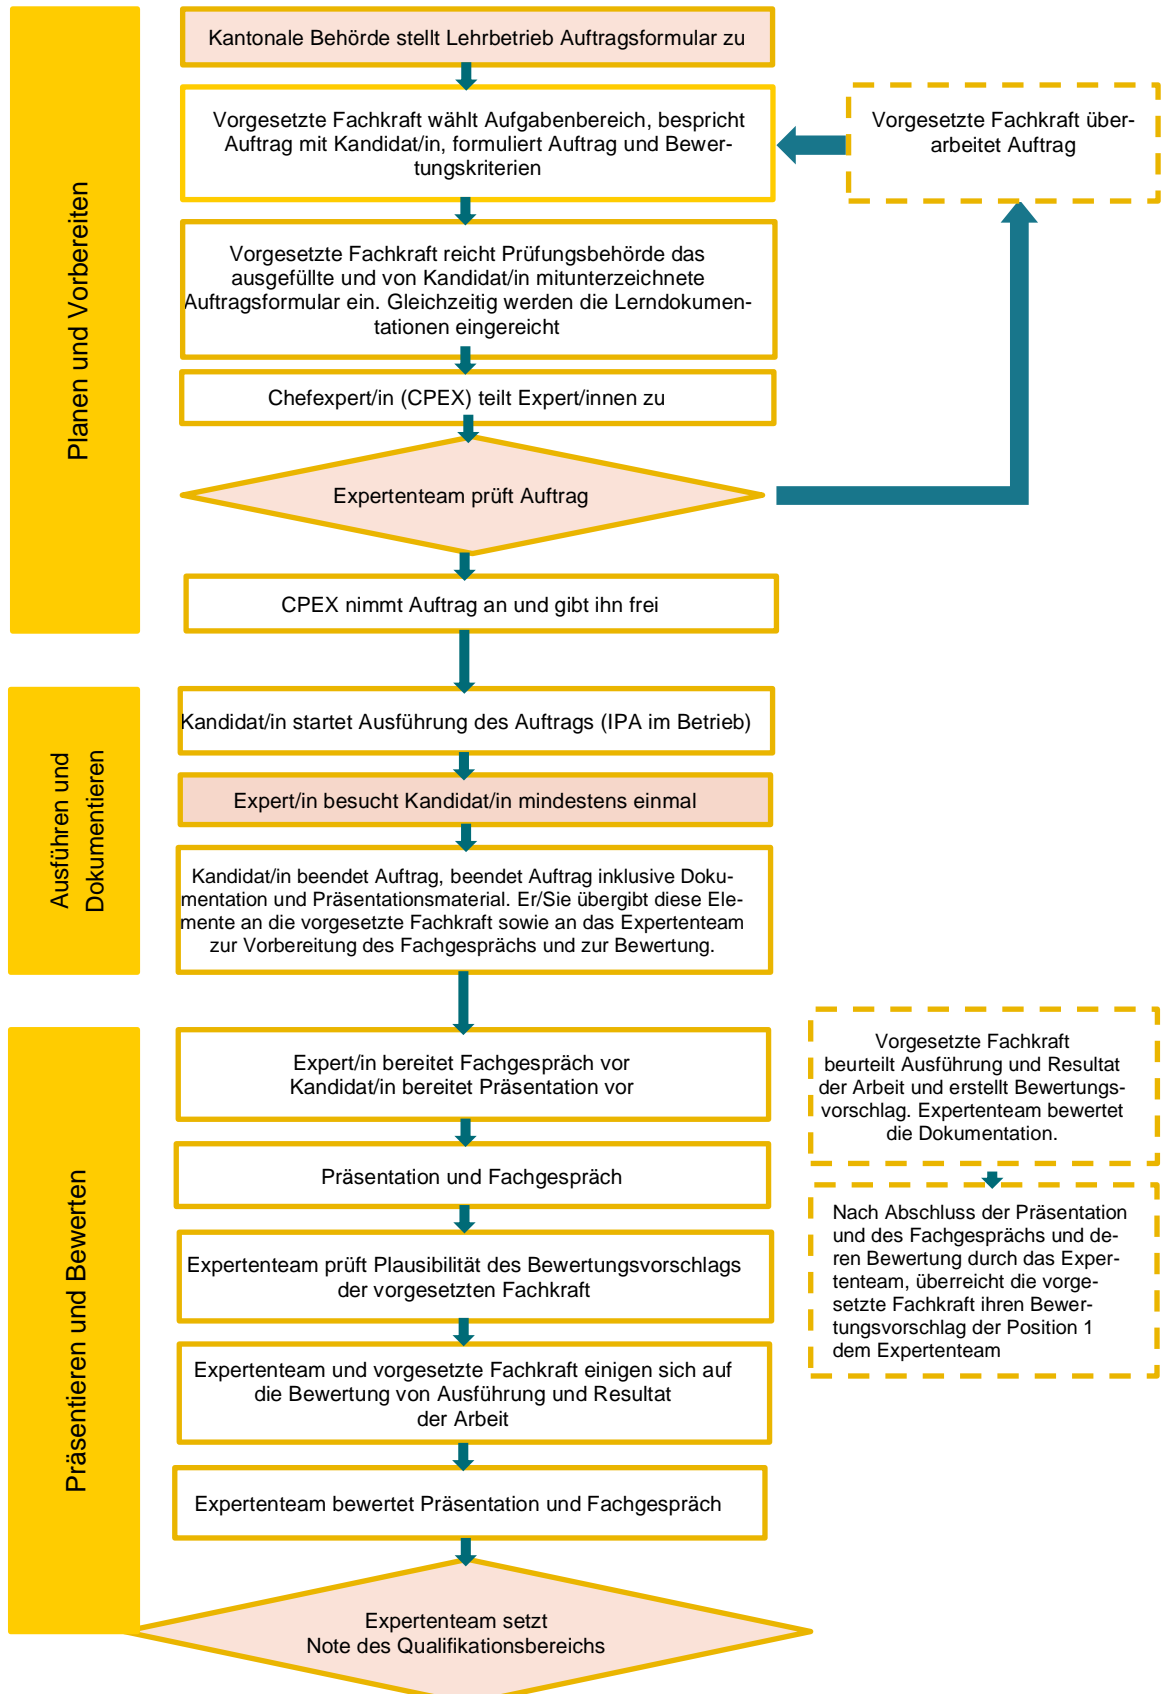 Planen und Vorbereiten
Kantonale Behörde stellt Lehrbetrieb Auftragsformular zu
Vorgesetzte Fachkraft wählt Aufgabenbereich, bespricht
Auftrag mit Kandidat/in, formuliert Auftrag und Bewer-
tungskriterien
Vorgesetzte Fachkraft über-
arbeitet Auftrag
Vorgesetzte Fachkraft reicht Prüfungsbehörde das
ausgefüllte und von Kandidat/in mitunterzeichnete
Auftragsformular ein. Gleichzeitig werden die Lerndokumen-
tationen eingereicht
Chefexpert/in (CPEX) teilt Expert/innen zu
Expertenteam prüft Auftrag
CPEX nimmt Auftrag an und gibt ihn frei
Ausführen und
Dokumentieren
Kandidat/in startet Ausführung des Auftrags (IPA im Betrieb)
Expert/in besucht Kandidat/in mindestens einmal
Kandidat/in beendet Auftrag, beendet Auftrag inklusive Doku-
mentation und Präsentationsmaterial. Er/Sie übergibt diese Ele-
mente an die vorgesetzte Fachkraft sowie an das Expertenteam
zur Vorbereitung des Fachgesprächs und zur Bewertung.
Präsentieren und Bewerten
Expert/in bereitet Fachgespräch vor
Kandidat/in bereitet Präsentation vor
Präsentation und Fachgespräch
Expertenteam prüft Plausibilität des Bewertungsvorschlags
der vorgesetzten Fachkraft
Expertenteam und vorgesetzte Fachkraft einigen sich auf
die Bewertung von Ausführung und Resultat
der Arbeit
Expertenteam bewertet Präsentation und Fachgespräch
Expertenteam setzt
Note des Qualifikationsbereichs
Vorgesetzte Fachkraft
beurteilt Ausführung und Resultat
der Arbeit und erstellt Bewertungs-
vorschlag. Expertenteam bewertet
die Dokumentation.
Nach Abschluss der Präsentation
und des Fachgesprächs und de-
ren Bewertung durch das Exper-
tenteam, überreicht die vorge-
setzte Fachkraft ihren Bewer-
tungsvorschlag der Position 1
dem Expertenteam